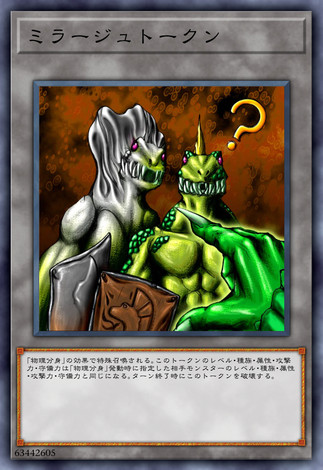 ミラージュトークン
?
「物理分身」の効果で特殊召喚される。このトークンのレベル・種族・属性・攻撃
力・守備力は「物理分身」発動時に指定した相手モンスターのレベル・種族・属性
・攻撃力・守備力と同じになる。ターン終了時にこのトークンを破壊する。
63442605